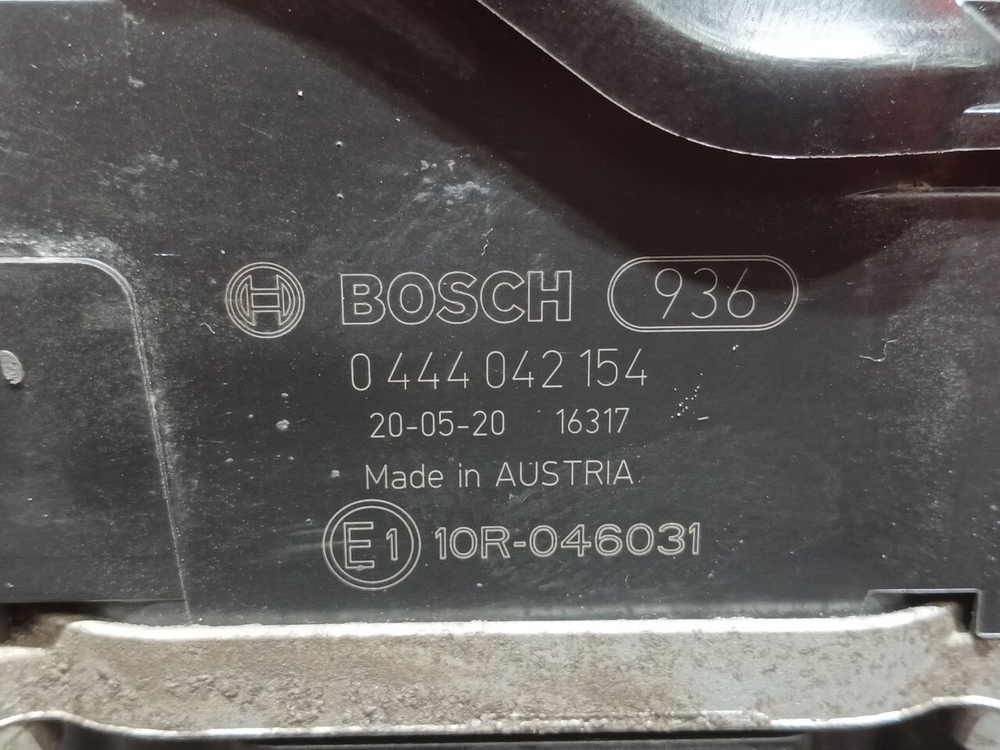 BOSCH 936
0 444 042 154
20-05-20 16317
Made in AUSTRIA
E1 10R-046031